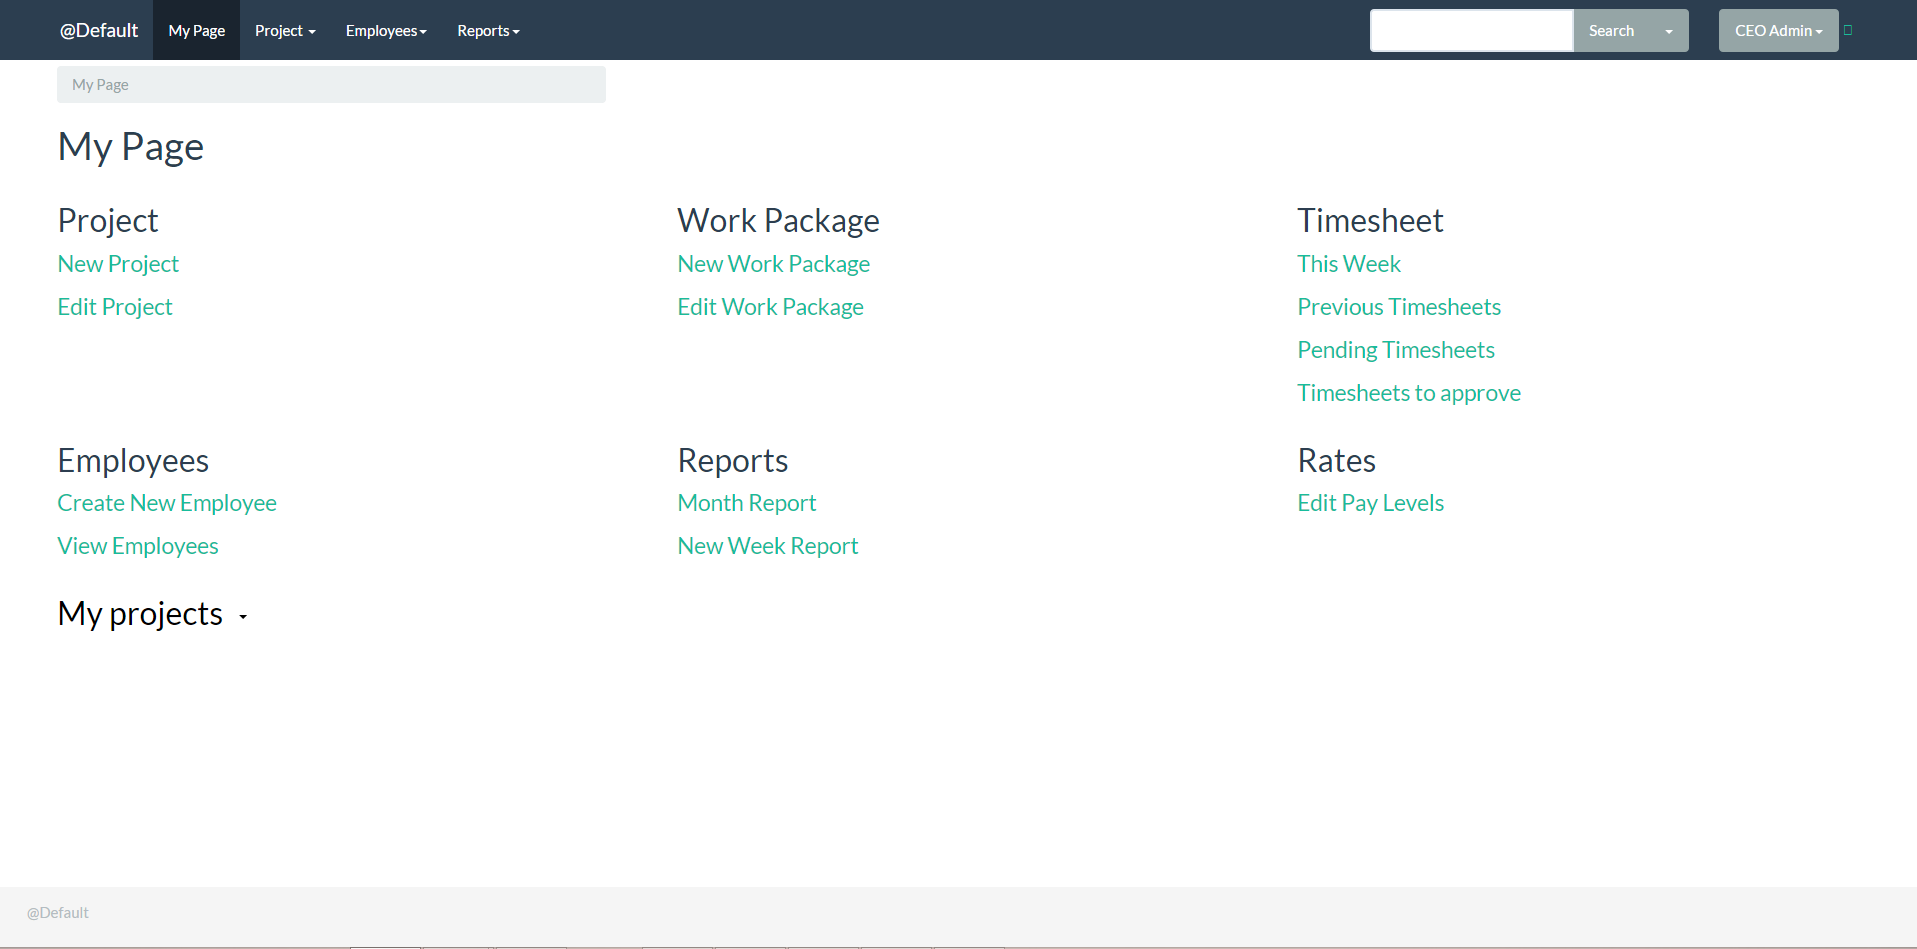 @Default My Page Project Employees Reports Search CEO Admin
My Page
My Page
Project
New Project
Edit Project
Work Package
New Work Package
Edit Work Package
Timesheet
This Week
Previous Timesheets
Pending Timesheets
Timesheets to approve
Employees
Create New Employee
View Employees
Reports
Month Report
New Week Report
Rates
Edit Pay Levels
My projects
@Default